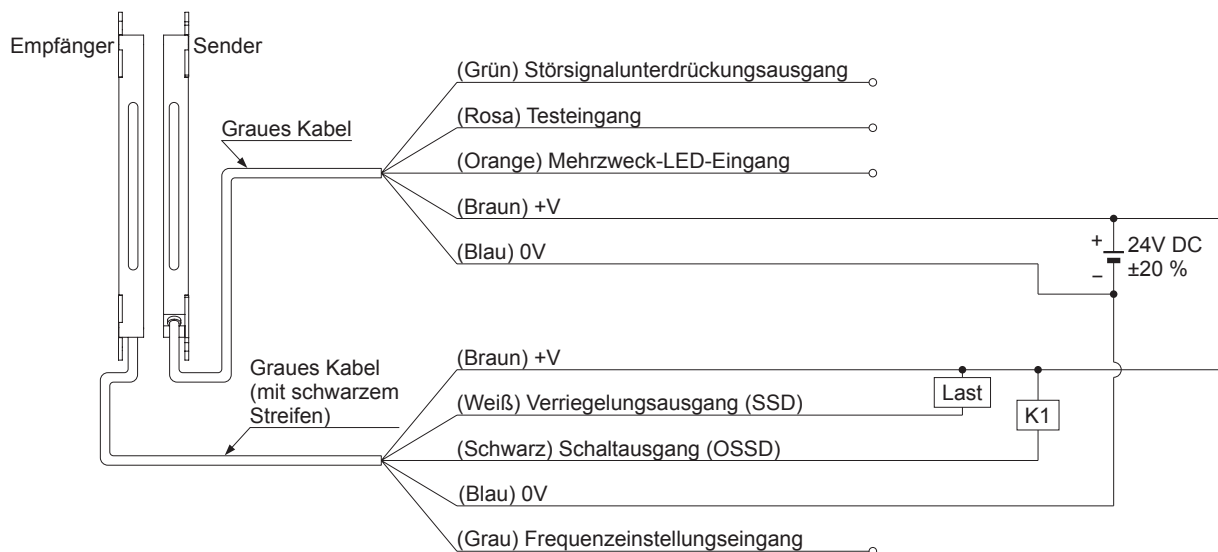 Empfänger
Sender
Graues Kabel
(Grün) Störsignalunterdrückungsausgang
(Rosa) Testeingang
(Orange) Mehrzweck-LED-Eingang
(Braun) +V
(Blau) 0V
+
24V DC
±20 %
−
Graues Kabel
(mit schwarzem
Streifen)
(Braun) +V
(Weiß) Verriegelungsausgang (SSD)
Last
K1
(Schwarz) Schaltausgang (OSSD)
(Blau) 0V
(Grau) Frequenzeinstellungseingang